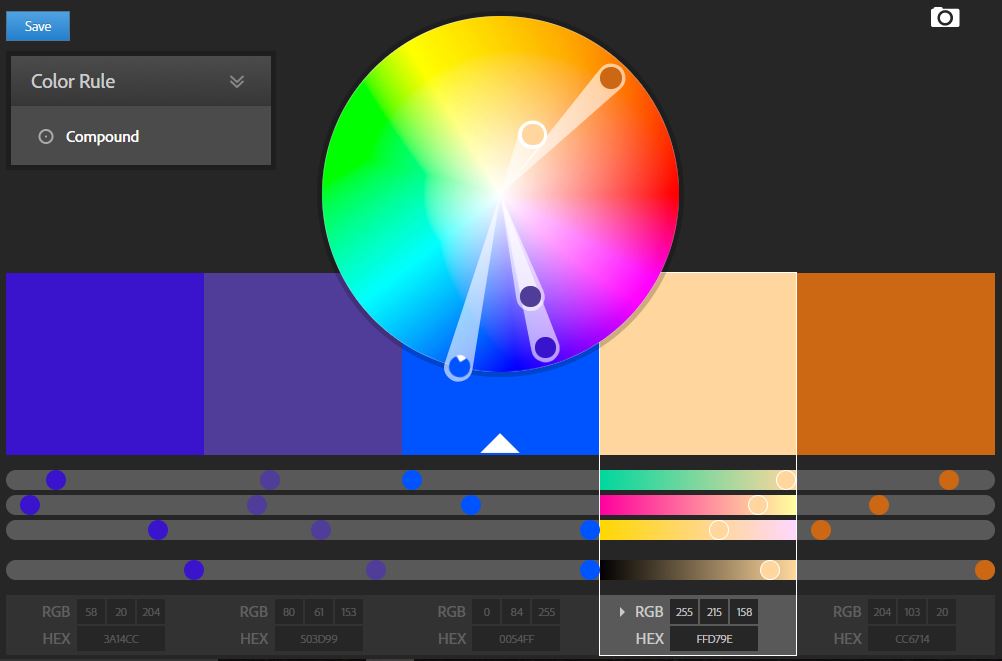 Save
Color Rule
Compound
RGB 58 20 204 RGB 80 61 153 RGB 0 84 255 RGB 255 215 158 RGB 204 103 20
HEX 3A14CC HEX 503D99 HEX 0054FF HEX FFD79E HEX CC6714